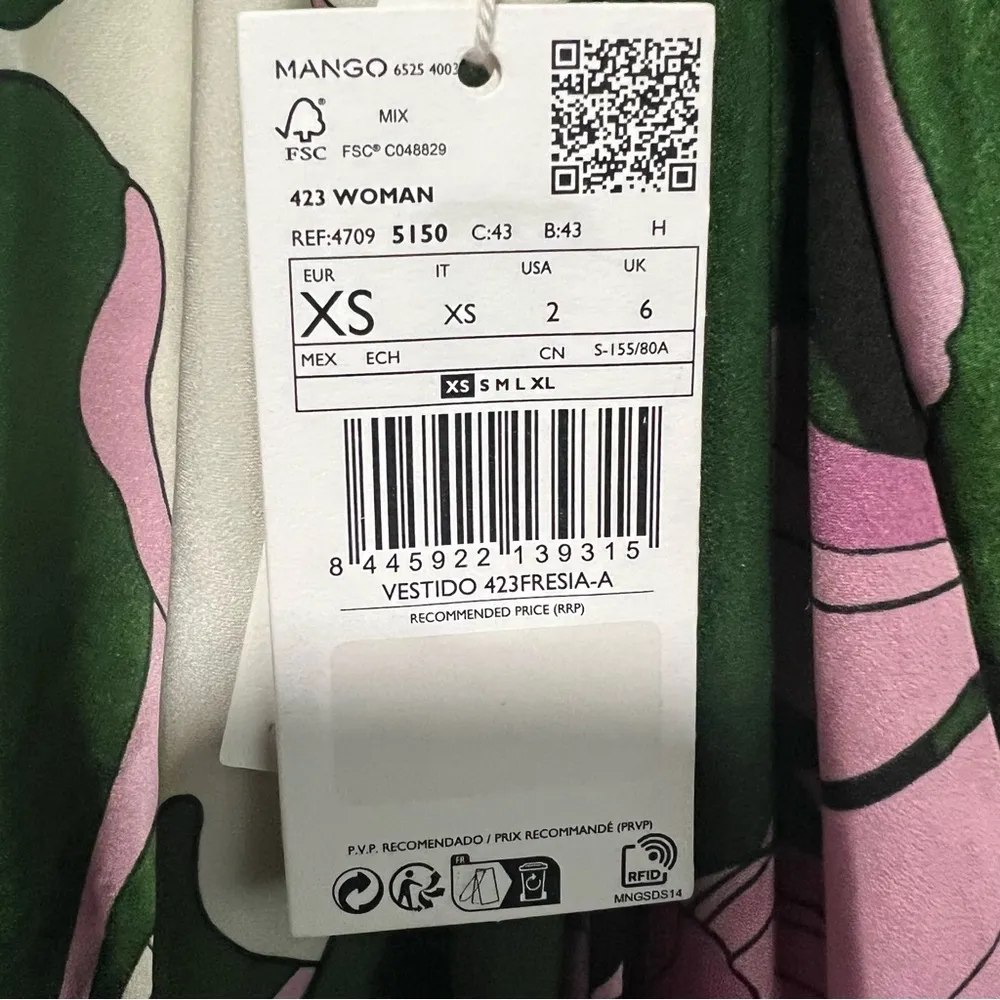 MANGO 6525 4003
MIX
FSC FSC® C048829
423 WOMAN
REF:4709 5150 C:43 B:43 H
EUR IT USA UK
XS XS 2 6
MEX ECH CN S-155/80A
XS S M L XL
8 445922 139315
VESTIDO 423FRESIA-A
RECOMMENDED PRICE (RRP)
P.V.P. RECOMENDADO / PRIX RECOMMANDÉ (PRVP)
FR
RFID
MNGSDS14